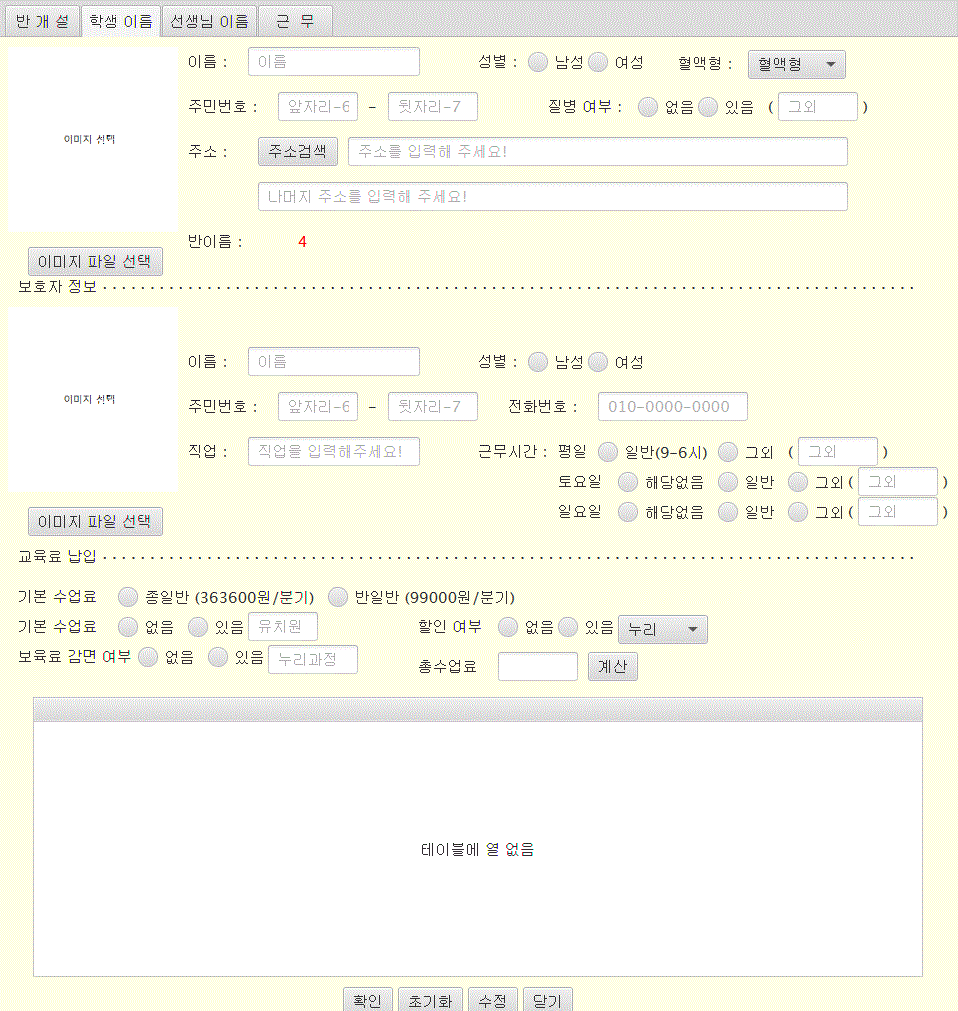 반 개 설 학생 이름 선생님 이름 근 무
이름 : 이름 성별 : 남성 여성 혈액형 : 혈액형
주민번호 : 앞자리-6 - 뒷자리-7 질병 여부 : 없음 있음 ( 그외 )
이미지 선택
주소 : 주소검색 주소를 입력해 주세요!
나머지 주소를 입력해 주세요!
반이름 : 4
이미지 파일 선택
보호자 정보
이름 : 이름 성별 : 남성 여성
이미지 선택
주민번호 : 앞자리-6 - 뒷자리-7 전화번호 : 010-0000-0000
직업 : 직업을 입력해주세요! 근무시간 : 평일 일반(9-6시) 그외 ( 그외 )
토요일 해당없음 일반 그외 ( 그외 )
이미지 파일 선택 일요일 해당없음 일반 그외 ( 그외 )
교육료 납입
기본 수업료 종일반 (363600원/분기) 반일반 (99000원/분기)
기본 수업료 없음 있음 유치원 할인 여부 없음 있음 누리
보육료 감면 여부 없음 있음 누리과정 총수업료 계산
테이블에 열 없음
확인 초기화 수정 닫기